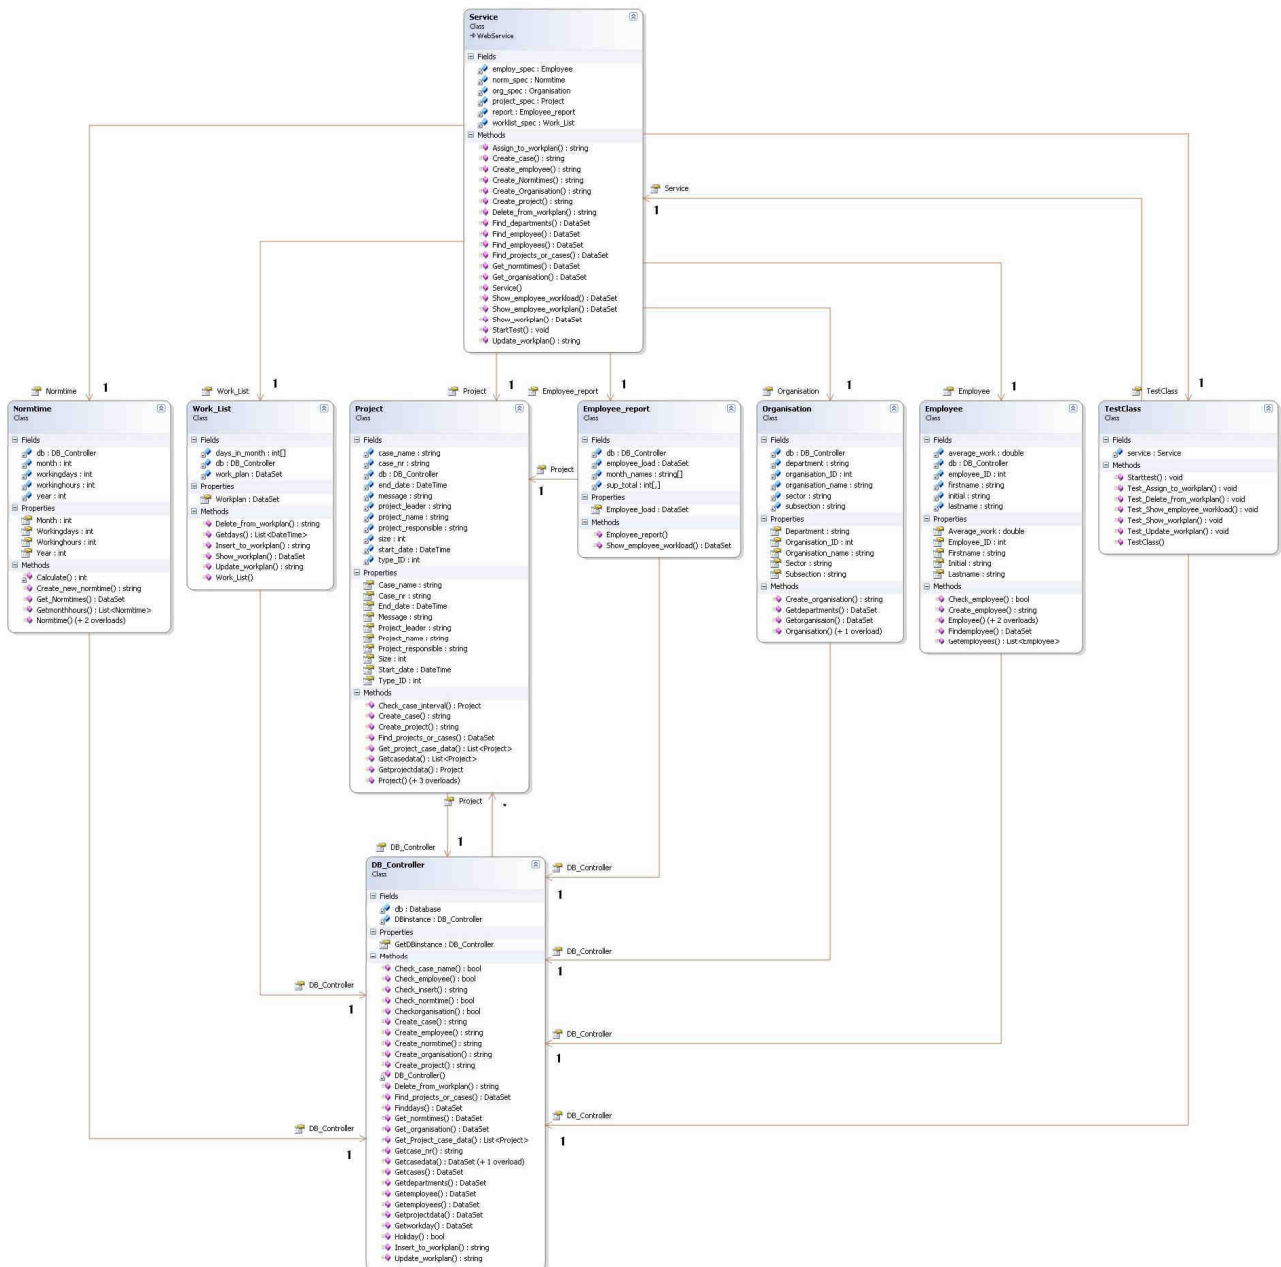 Service
Class
WebService
Fields
employ_spec : Employee
norm_spec : Normtime
org_spec : Organisation
project_spec : Project
report : Employee_report
worklist_spec : Work_List
Methods
Assign_to_workplan() : string
Create_case() : string
Create_employee() : string
Create_Normtimes() : string
Create_Organisation() : string
Create_project() : string
Delete_from_workplan() : string
Find_departments() : DataSet
Find_employee() : DataSet
Find_employees() : DataSet
Find_projects_or_cases() : DataSet
Get_normtimes() : DataSet
Get_organisation() : DataSet
Service()
Show_employee_workload() : DataSet
Show_employee_workplan() : DataSet
Show_workplan() : DataSet
StartTest() : void
Update_workplan() : string
Service
1
Normtime
1
Work_List
1
Project
1
Employee_report
1
Organisation
1
Employee
1
TestClass
1
Normtime
Class
Fields
db : DB_Controller
month : int
workingdays : int
workinghours : int
year : int
Properties
Month : int
Workingdays : int
Workinghours : int
Year : int
Methods
Calculate() : int
Create_new_normtime() : string
Get_Normtimes() : DataSet
Getmonthhours() : List<Normtime>
Normtime() (+ 2 overloads)
Work_List
Class
Fields
days_in_month : int[]
db : DB_Controller
work_plan : DataSet
Properties
Workplan : DataSet
Methods
Delete_from_workplan() : string
Getdays() : List<DateTime>
Insert_to_workplan() : string
Show_workplan() : DataSet
Update_workplan() : string
Work_List()
Project
Class
Fields
case_name : string
case_nr : string
db : DB_Controller
end_date : DateTime
message : string
project_leader : string
project_name : string
project_responsible : string
size : int
start_date : DateTime
type_ID : int
Properties
Case_name : string
Case_nr : string
End_date : DateTime
Message : string
Project_leader : string
Project_name : string
Project_responsible : string
Size : int
Start_date : DateTime
Type_ID : int
Methods
Check_case_interval() : Project
Create_case() : string
Create_project() : string
Find_projects_or_cases() : DataSet
Get_project_case_data() : List<Project>
Getcasedata() : List<Project>
Getprojectdata() : Project
Project() (+ 3 overloads)
Project
1
Employee_report
Class
Fields
db : DB_Controller
employee_load : DataSet
month_names : string[]
sup_total : int[,]
Properties
Employee_load : DataSet
Methods
Employee_report()
Show_employee_workload() : DataSet
Organisation
Class
Fields
db : DB_Controller
department : string
organisation_ID : int
organisation_name : string
sector : string
subsection : string
Properties
Department : string
Organisation_ID : int
Organisation_name : string
Sector : string
Subsection : string
Methods
Create_organisation() : string
Getdepartments() : DataSet
Getorganisaion() : DataSet
Organisation() (+ 1 overload)
Employee
Class
Fields
average_work : double
db : DB_Controller
employee_ID : int
firstname : string
initial : string
lastname : string
Properties
Average_work : double
Employee_ID : int
Firstname : string
Initial : string
Lastname : string
Methods
Check_employee() : bool
Create_employee() : string
Employee() (+ 2 overloads)
Findemployee() : DataSet
Getemployees() : List<Employee>
TestClass
Class
Fields
service : Service
Methods
Starttest() : void
Test_Assign_to_workplan() : void
Test_Delete_from_workplan() : void
Test_Show_employee_workload() : void
Test_Show_workplan() : void
Test_Update_workplan() : void
TestClass()
Project
*
DB_Controller
1
DB_Controller
1
DB_Controller
1
DB_Controller
1
DB_Controller
1
DB_Controller
1
DB_Controller
1
DB_Controller
Class
Fields
db : Database
DBinstance : DB_Controller
Properties
GetDBinstance : DB_Controller
Methods
Check_case_name() : bool
Check_employee() : bool
Check_insert() : string
Check_normtime() : bool
Checkorganisation() : bool
Create_case() : string
Create_employee() : string
Create_normtime() : string
Create_organisation() : string
Create_project() : string
DB_Controller()
Delete_from_workplan() : string
Find_projects_or_cases() : DataSet
Finddays() : DataSet
Get_normtimes() : DataSet
Get_organisation() : DataSet
Get_Project_case_data() : List<Project>
Getcase_nr() : string
Getcasedata() : DataSet (+ 1 overload)
Getcases() : DataSet
Getdepartments() : DataSet
Getemployee() : DataSet
Getemployees() : DataSet
Getprojectdata() : DataSet
Getworkday() : DataSet
Holiday() : bool
Insert_to_workplan() : string
Update_workplan() : string